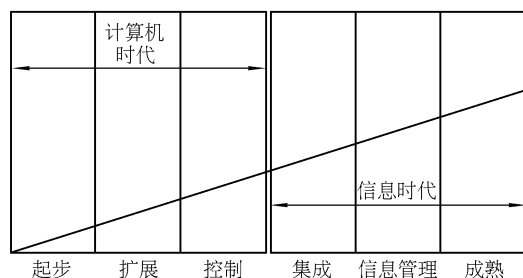 计算机
时代
信息时代
起步 扩展 控制 集成 信息管理 成熟